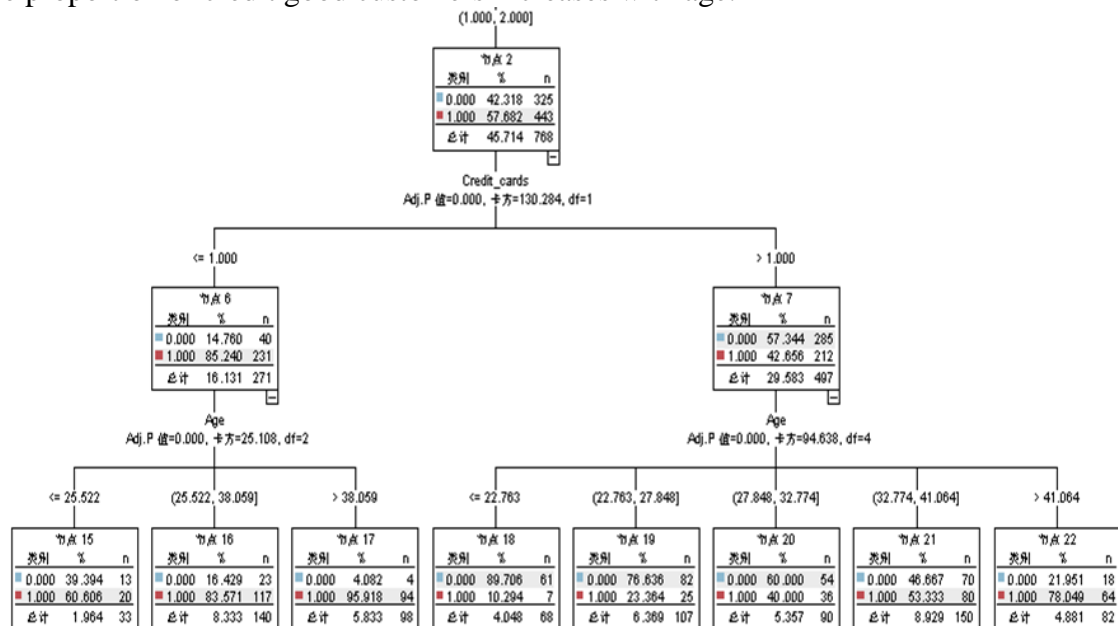 proportion of credit good customers increases with age.
(1.000, 2.000]
节点 2
类别 % n
0.000 42.318 325
1.000 57.682 443
总计 45.714 768
Credit_cards
Adj.P 值=0.000, 卡方=130.284, df=1
<= 1.000 > 1.000
节点 6 节点 7
类别 % n 类别 % n
0.000 14.760 40 0.000 57.344 285
1.000 85.240 231 1.000 42.656 212
总计 16.131 271 总计 29.583 497
Age Age
Adj.P 值=0.000, 卡方=25.108, df=2 Adj.P 值=0.000, 卡方=94.638, df=4
<= 25.522 (25.522, 38.059] > 38.059 <= 22.763 (22.763, 27.848] (27.848, 32.774] (32.774, 41.064] > 41.064
节点 15 节点 16 节点 17 节点 18 节点 19 节点 20 节点 21 节点 22
类别 % n 类别 % n 类别 % n 类别 % n 类别 % n 类别 % n 类别 % n 类别 % n
0.000 39.394 13 0.000 16.429 23 0.000 4.082 4 0.000 89.706 61 0.000 76.636 82 0.000 60.000 54 0.000 46.667 70 0.000 21.951 18
1.000 60.606 20 1.000 83.571 117 1.000 95.918 94 1.000 10.294 7 1.000 23.364 25 1.000 40.000 36 1.000 53.333 80 1.000 78.049 64
总计 1.964 33 总计 8.333 140 总计 5.833 98 总计 4.048 68 总计 6.369 107 总计 5.357 90 总计 8.929 150 总计 4.881 82